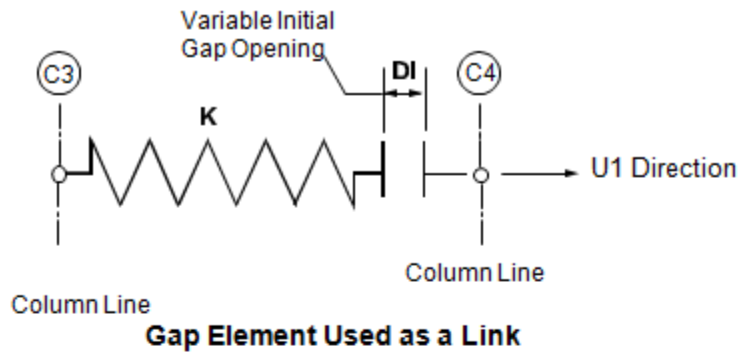 Variable Initial
Gap Opening
C3
DI
C4
K
U1 Direction
Column Line
Column Line
Gap Element Used as a Link